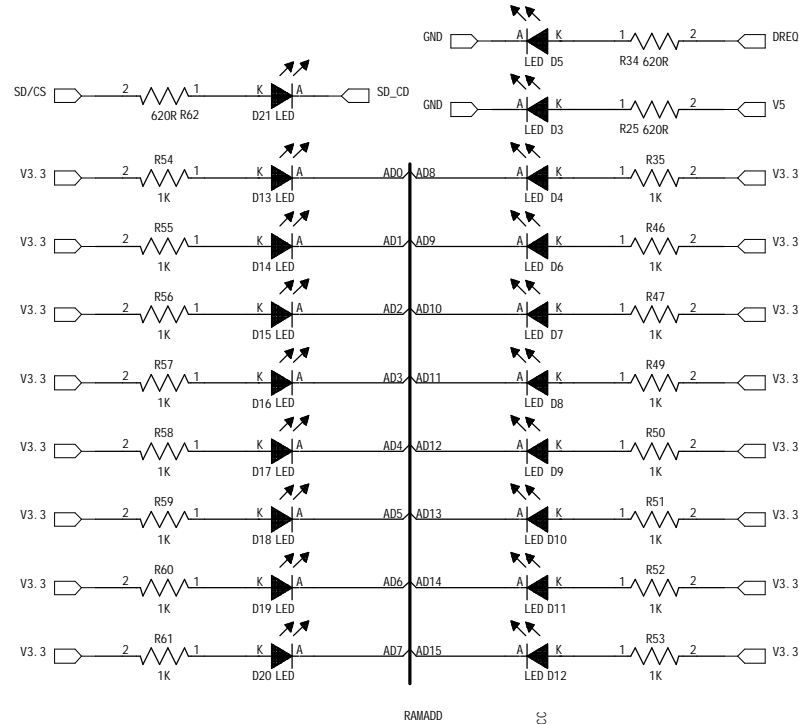 GND A K 1 2 DREQ
LED D5 R34 620R
SD/CS 2 1 K A SD_CD
620R R62 D21 LED
GND A K 1 2 V5
LED D3 R25 620R
R54 R35
V3.3 2 1 K A AD0 AD8 A K 1 2 V3.3
1K D13 LED LED D4 1K
R55 R46
V3.3 2 1 K A AD1 AD9 A K 1 2 V3.3
1K D14 LED LED D6 1K
R56 R47
V3.3 2 1 K A AD2 AD10 A K 1 2 V3.3
1K D15 LED LED D7 1K
R57 R49
V3.3 2 1 K A AD3 AD11 A K 1 2 V3.3
1K D16 LED LED D8 1K
R58 R50
V3.3 2 1 K A AD4 AD12 A K 1 2 V3.3
1K D17 LED LED D9 1K
R59 R51
V3.3 2 1 K A AD5 AD13 A K 1 2 V3.3
1K D18 LED LED D10 1K
R60 R52
V3.3 2 1 K A AD6 AD14 A K 1 2 V3.3
1K D19 LED LED D11 1K
R61 R53
V3.3 2 1 K A AD7 AD15 A K 1 2 V3.3
1K D20 LED LED D12 1K
RAMADD CC